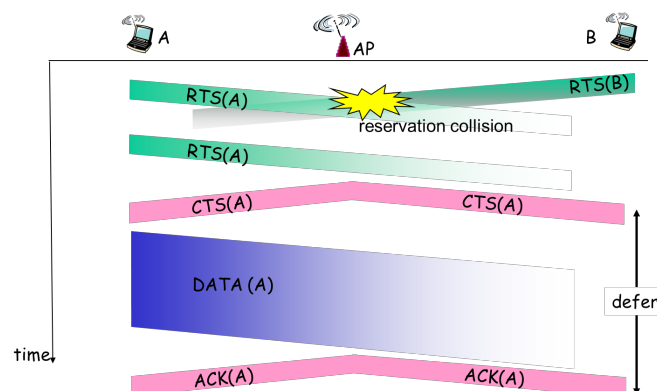 A
AP
B
RTS(A)
RTS(B)
reservation collision
RTS(A)
CTS(A)
CTS(A)
DATA (A)
defer
time
ACK(A)
ACK(A)